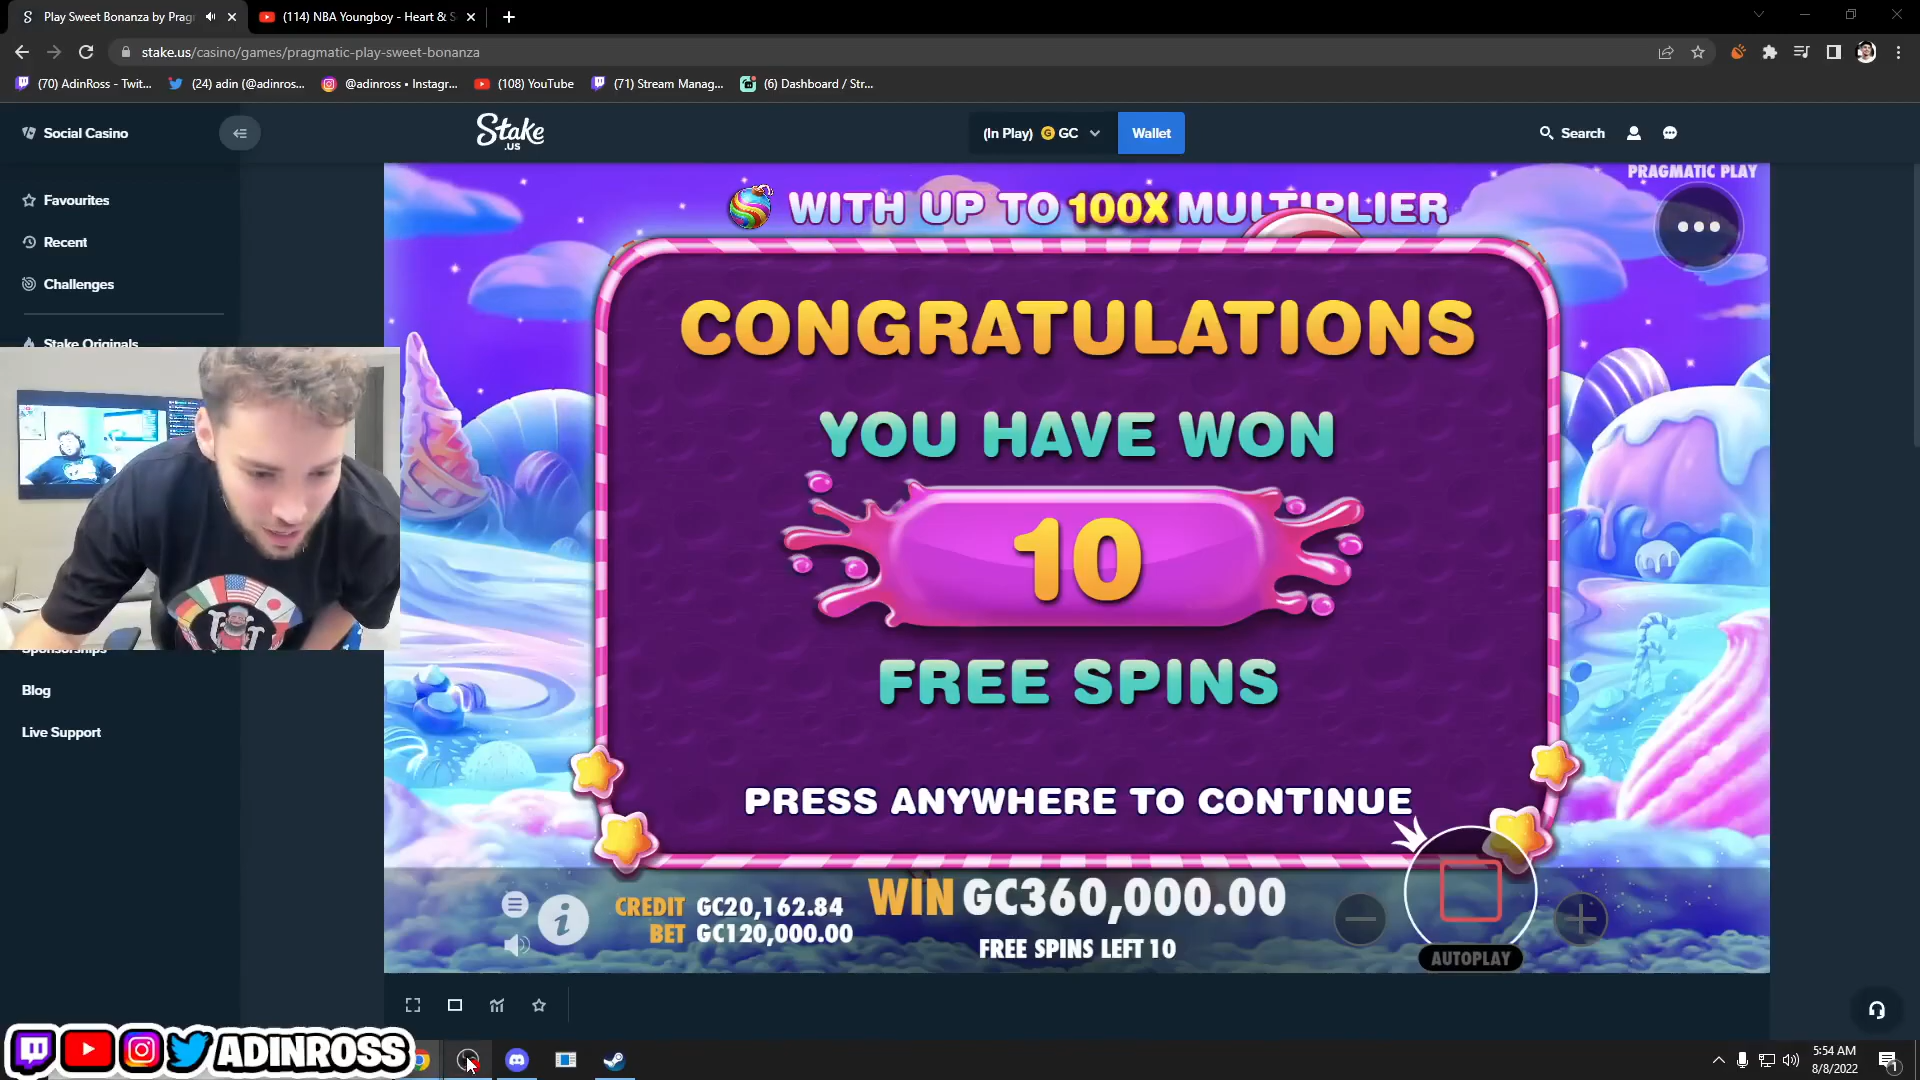 Play Sweet Bonanza by Prag
(114) NBA Youngboy - Heart & S
stake.us/casino/games/pragmatic-play-sweet-bonanza
(70) AdinRoss - Twit...
(24) adin (@adinross...
@adinross • Instagr...
(108) YouTube
(71) Stream Manag...
(6) Dashboard / Str...
Social Casino
Stake
.US
(In Play) GC
Wallet
Search
Favourites
Recent
Challenges
Stake Originals
Sponsorships
Blog
Live Support
PRAGMATIC PLAY
WITH UP TO 100X MULTIPLIER
CONGRATULATIONS
YOU HAVE WON
10
FREE SPINS
PRESS ANYWHERE TO CONTINUE
CREDIT GC20,162.84
BET GC120,000.00
WIN GC360,000.00
FREE SPINS LEFT 10
AUTOPLAY
ADINROSS
5:54 AM
8/8/2022
1